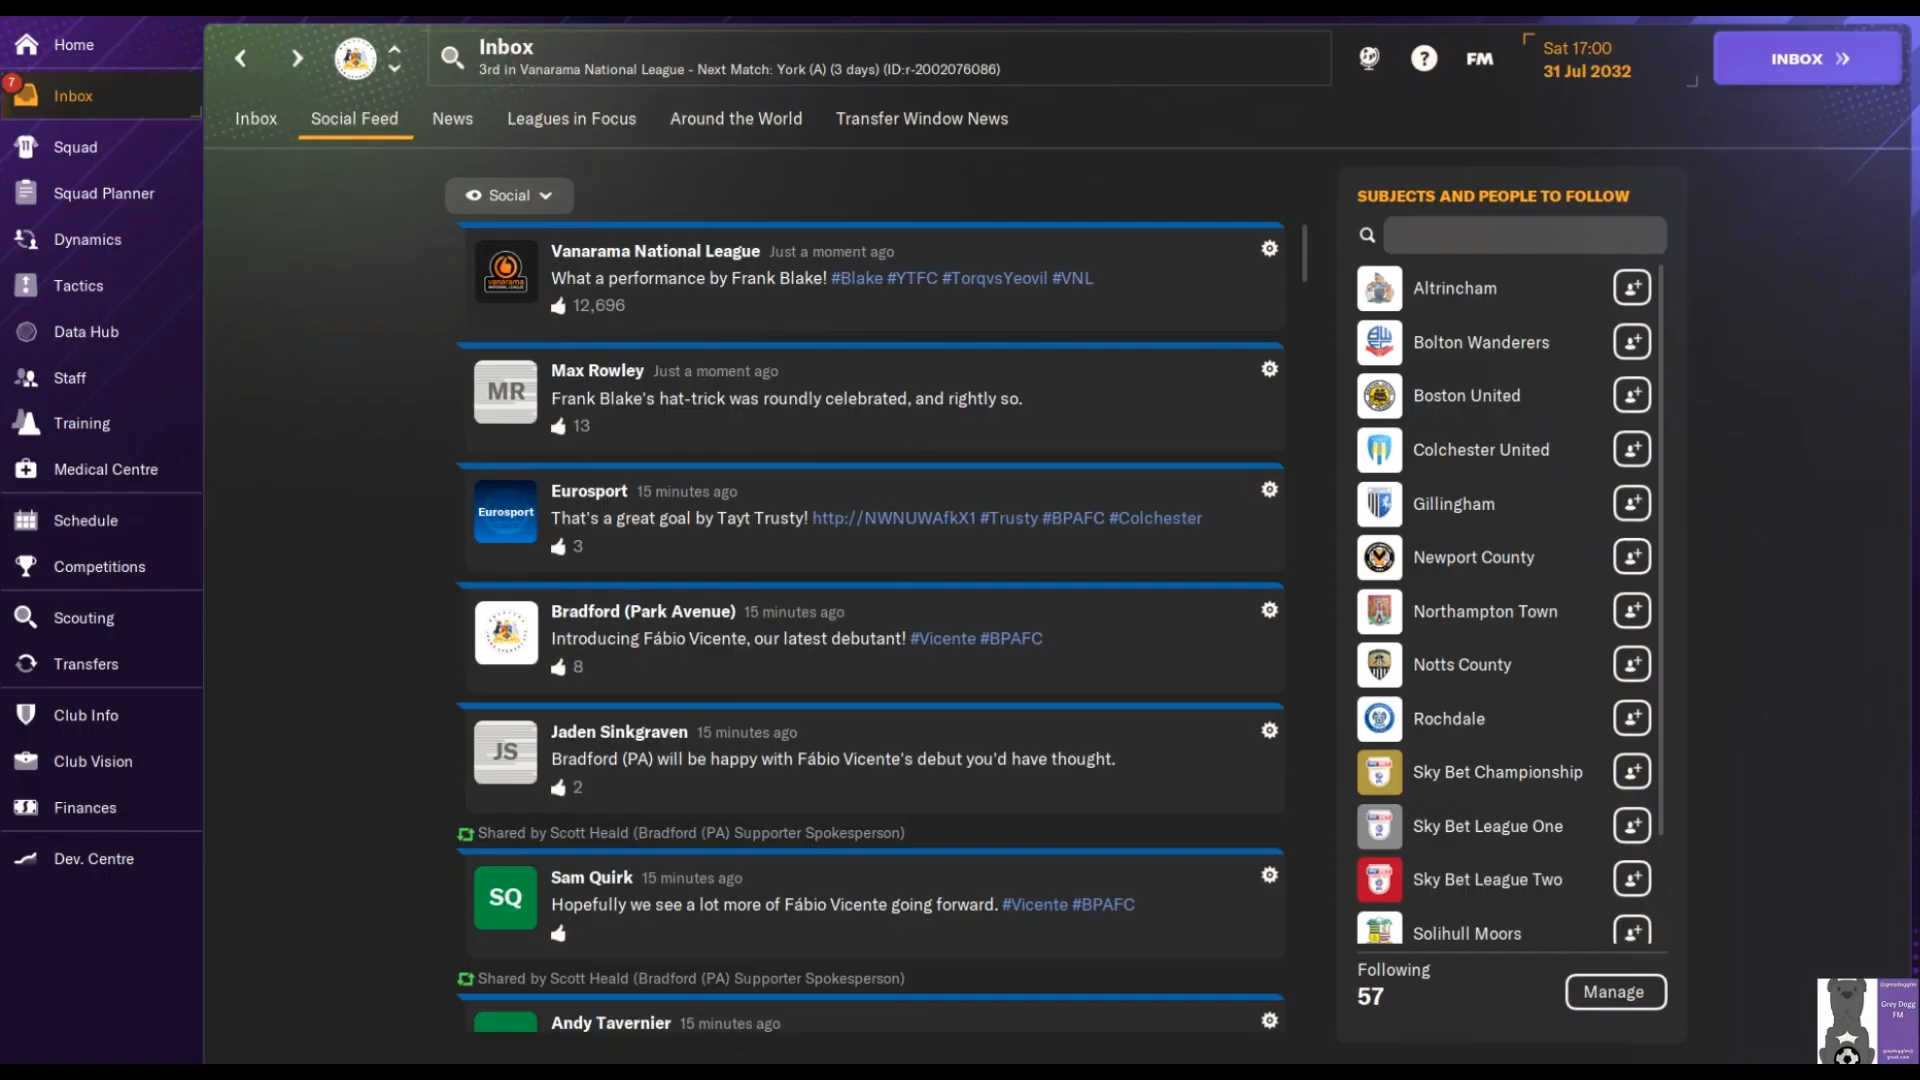 Home
7
Inbox
Squad
Squad Planner
Dynamics
Tactics
Data Hub
Staff
Training
Medical Centre
Schedule
Competitions
Scouting
Transfers
Club Info
Club Vision
Finances
Dev. Centre
Inbox
3rd in Vanarama National League - Next Match: York (A) (3 days) (ID:r-2002076086)
?
FM
Sat 17:00
31 Jul 2032
INBOX
Inbox
Social Feed
News
Leagues in Focus
Around the World
Transfer Window News
Social
Vanarama National League Just a moment ago
What a performance by Frank Blake! #Blake #YTFC #TorqvsYeovil #VNL
12,696
MR
Max Rowley Just a moment ago
Frank Blake's hat-trick was roundly celebrated, and rightly so.
13
Eurosport
Eurosport 15 minutes ago
That's a great goal by Tayt Trusty! http://NWNUWAfkX1 #Trusty #BPAFC #Colchester
3
Bradford (Park Avenue) 15 minutes ago
Introducing Fábio Vicente, our latest debutant! #Vicente #BPAFC
8
JS
Jaden Sinkgraven 15 minutes ago
Bradford (PA) will be happy with Fábio Vicente's debut you'd have thought.
2
Shared by Scott Heald (Bradford (PA) Supporter Spokesperson)
SQ
Sam Quirk 15 minutes ago
Hopefully we see a lot more of Fábio Vicente going forward. #Vicente #BPAFC
Shared by Scott Heald (Bradford (PA) Supporter Spokesperson)
Andy Tavernier 15 minutes ago
SUBJECTS AND PEOPLE TO FOLLOW
Altrincham
Bolton Wanderers
Boston United
Colchester United
Gillingham
Newport County
Northampton Town
Notts County
Rochdale
Sky Bet Championship
Sky Bet League One
Sky Bet League Two
Solihull Moors
Following
57
Manage
Grey Dogg
FM